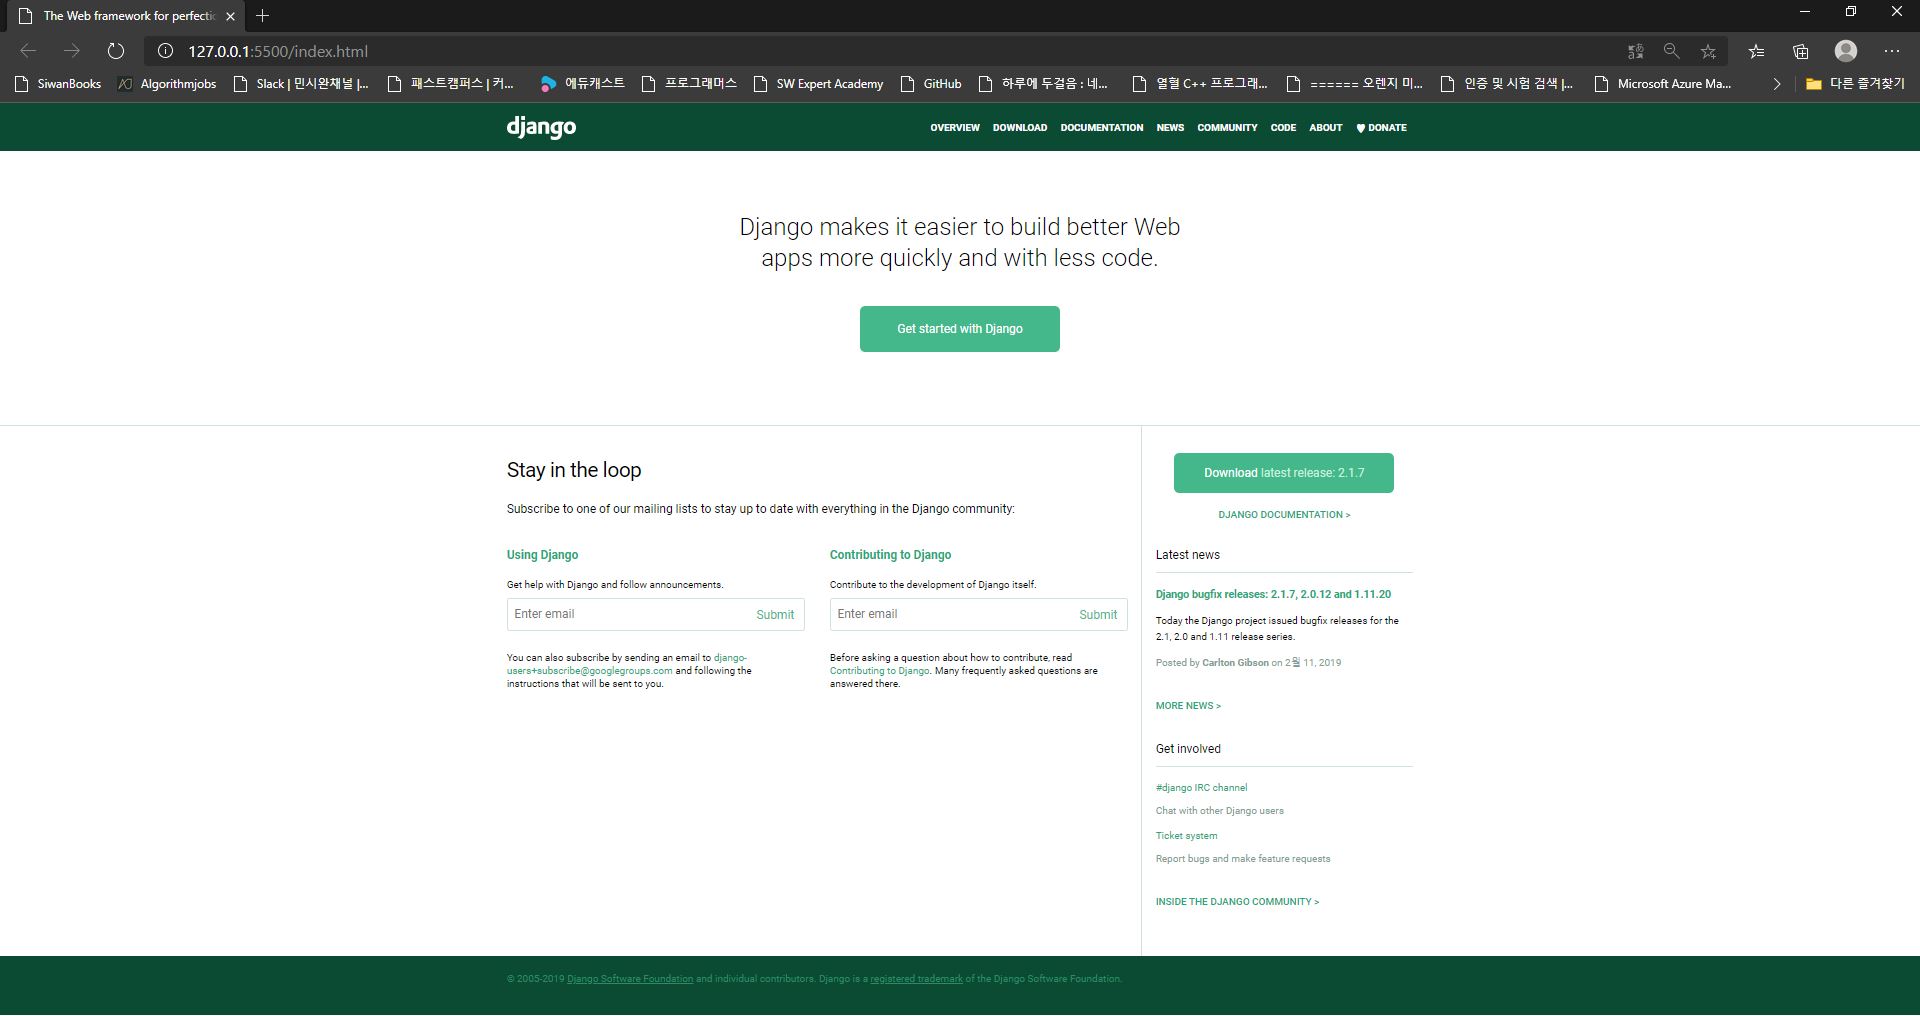 The Web framework for perfectic
127.0.0.1:5500/index.html
SiwanBooks
Algorithmjobs
Slack | 민시완채널 |...
패스트캠퍼스 | 커...
에듀캐스트
프로그래머스
SW Expert Academy
GitHub
하루에 두걸음 : 네...
열혈 C++ 프로그래...
====== 오렌지 미...
인증 및 시험 검색 |...
Microsoft Azure Ma...
다른 즐겨찾기
django
OVERVIEW DOWNLOAD DOCUMENTATION NEWS COMMUNITY CODE ABOUT ♥ DONATE
Django makes it easier to build better Web
apps more quickly and with less code.
Get started with Django
Stay in the loop
Subscribe to one of our mailing lists to stay up to date with everything in the Django community:
Using Django
Get help with Django and follow announcements.
Enter email Submit
You can also subscribe by sending an email to django-
users+subscribe@googlegroups.com and following the
instructions that will be sent to you.
Contributing to Django
Contribute to the development of Django itself.
Enter email Submit
Before asking a question about how to contribute, read
Contributing to Django. Many frequently asked questions are
answered there.
Download latest release: 2.1.7
DJANGO DOCUMENTATION >
Latest news
Django bugfix releases: 2.1.7, 2.0.12 and 1.11.20
Today the Django project issued bugfix releases for the
2.1, 2.0 and 1.11 release series.
Posted by Carlton Gibson on 2월 11, 2019
MORE NEWS >
Get involved
#django IRC channel
Chat with other Django users
Ticket system
Report bugs and make feature requests
INSIDE THE DJANGO COMMUNITY >
© 2005-2019 Django Software Foundation and individual contributors. Django is a registered trademark of the Django Software Foundation.